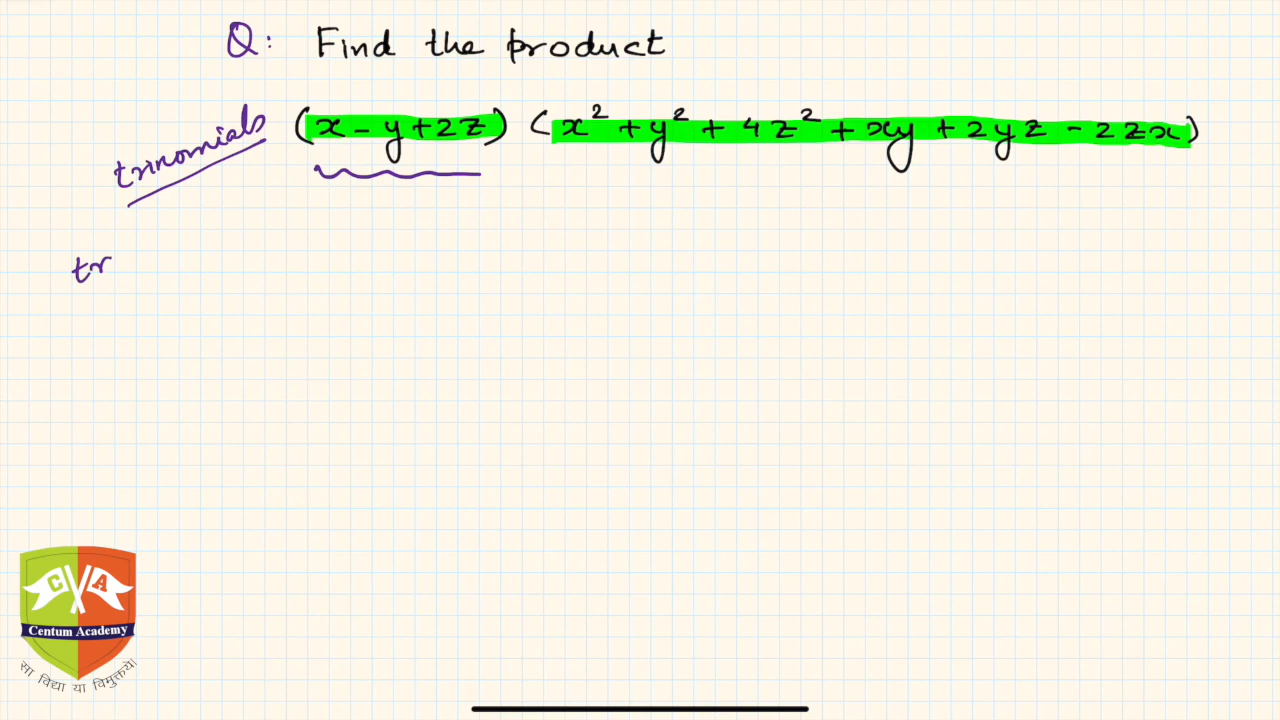 Q: Find the product
trinomials (x - y + 2z) (x² + y² + 4z² + xy + 2yz - 2zx)
tr
C A
Centum Academy
सा विद्या या विमुक्तये